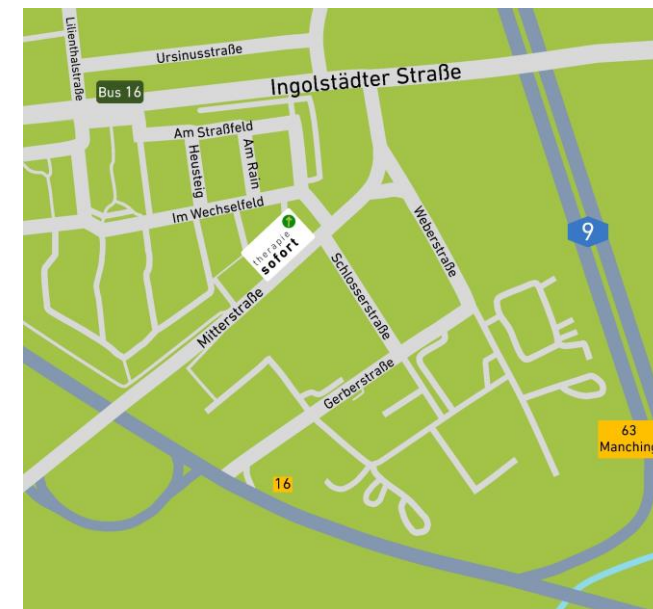 Lilienthalstraße
Ursinusstraße
Bus 16
Ingolstädter Straße
Am Straßfeld
Heusteig
Am Rain
Im Wechselfeld
therapie
sofort
Weberstraße
9
Schlosserstraße
Mitterstraße
Gerberstraße
63
Manching
16